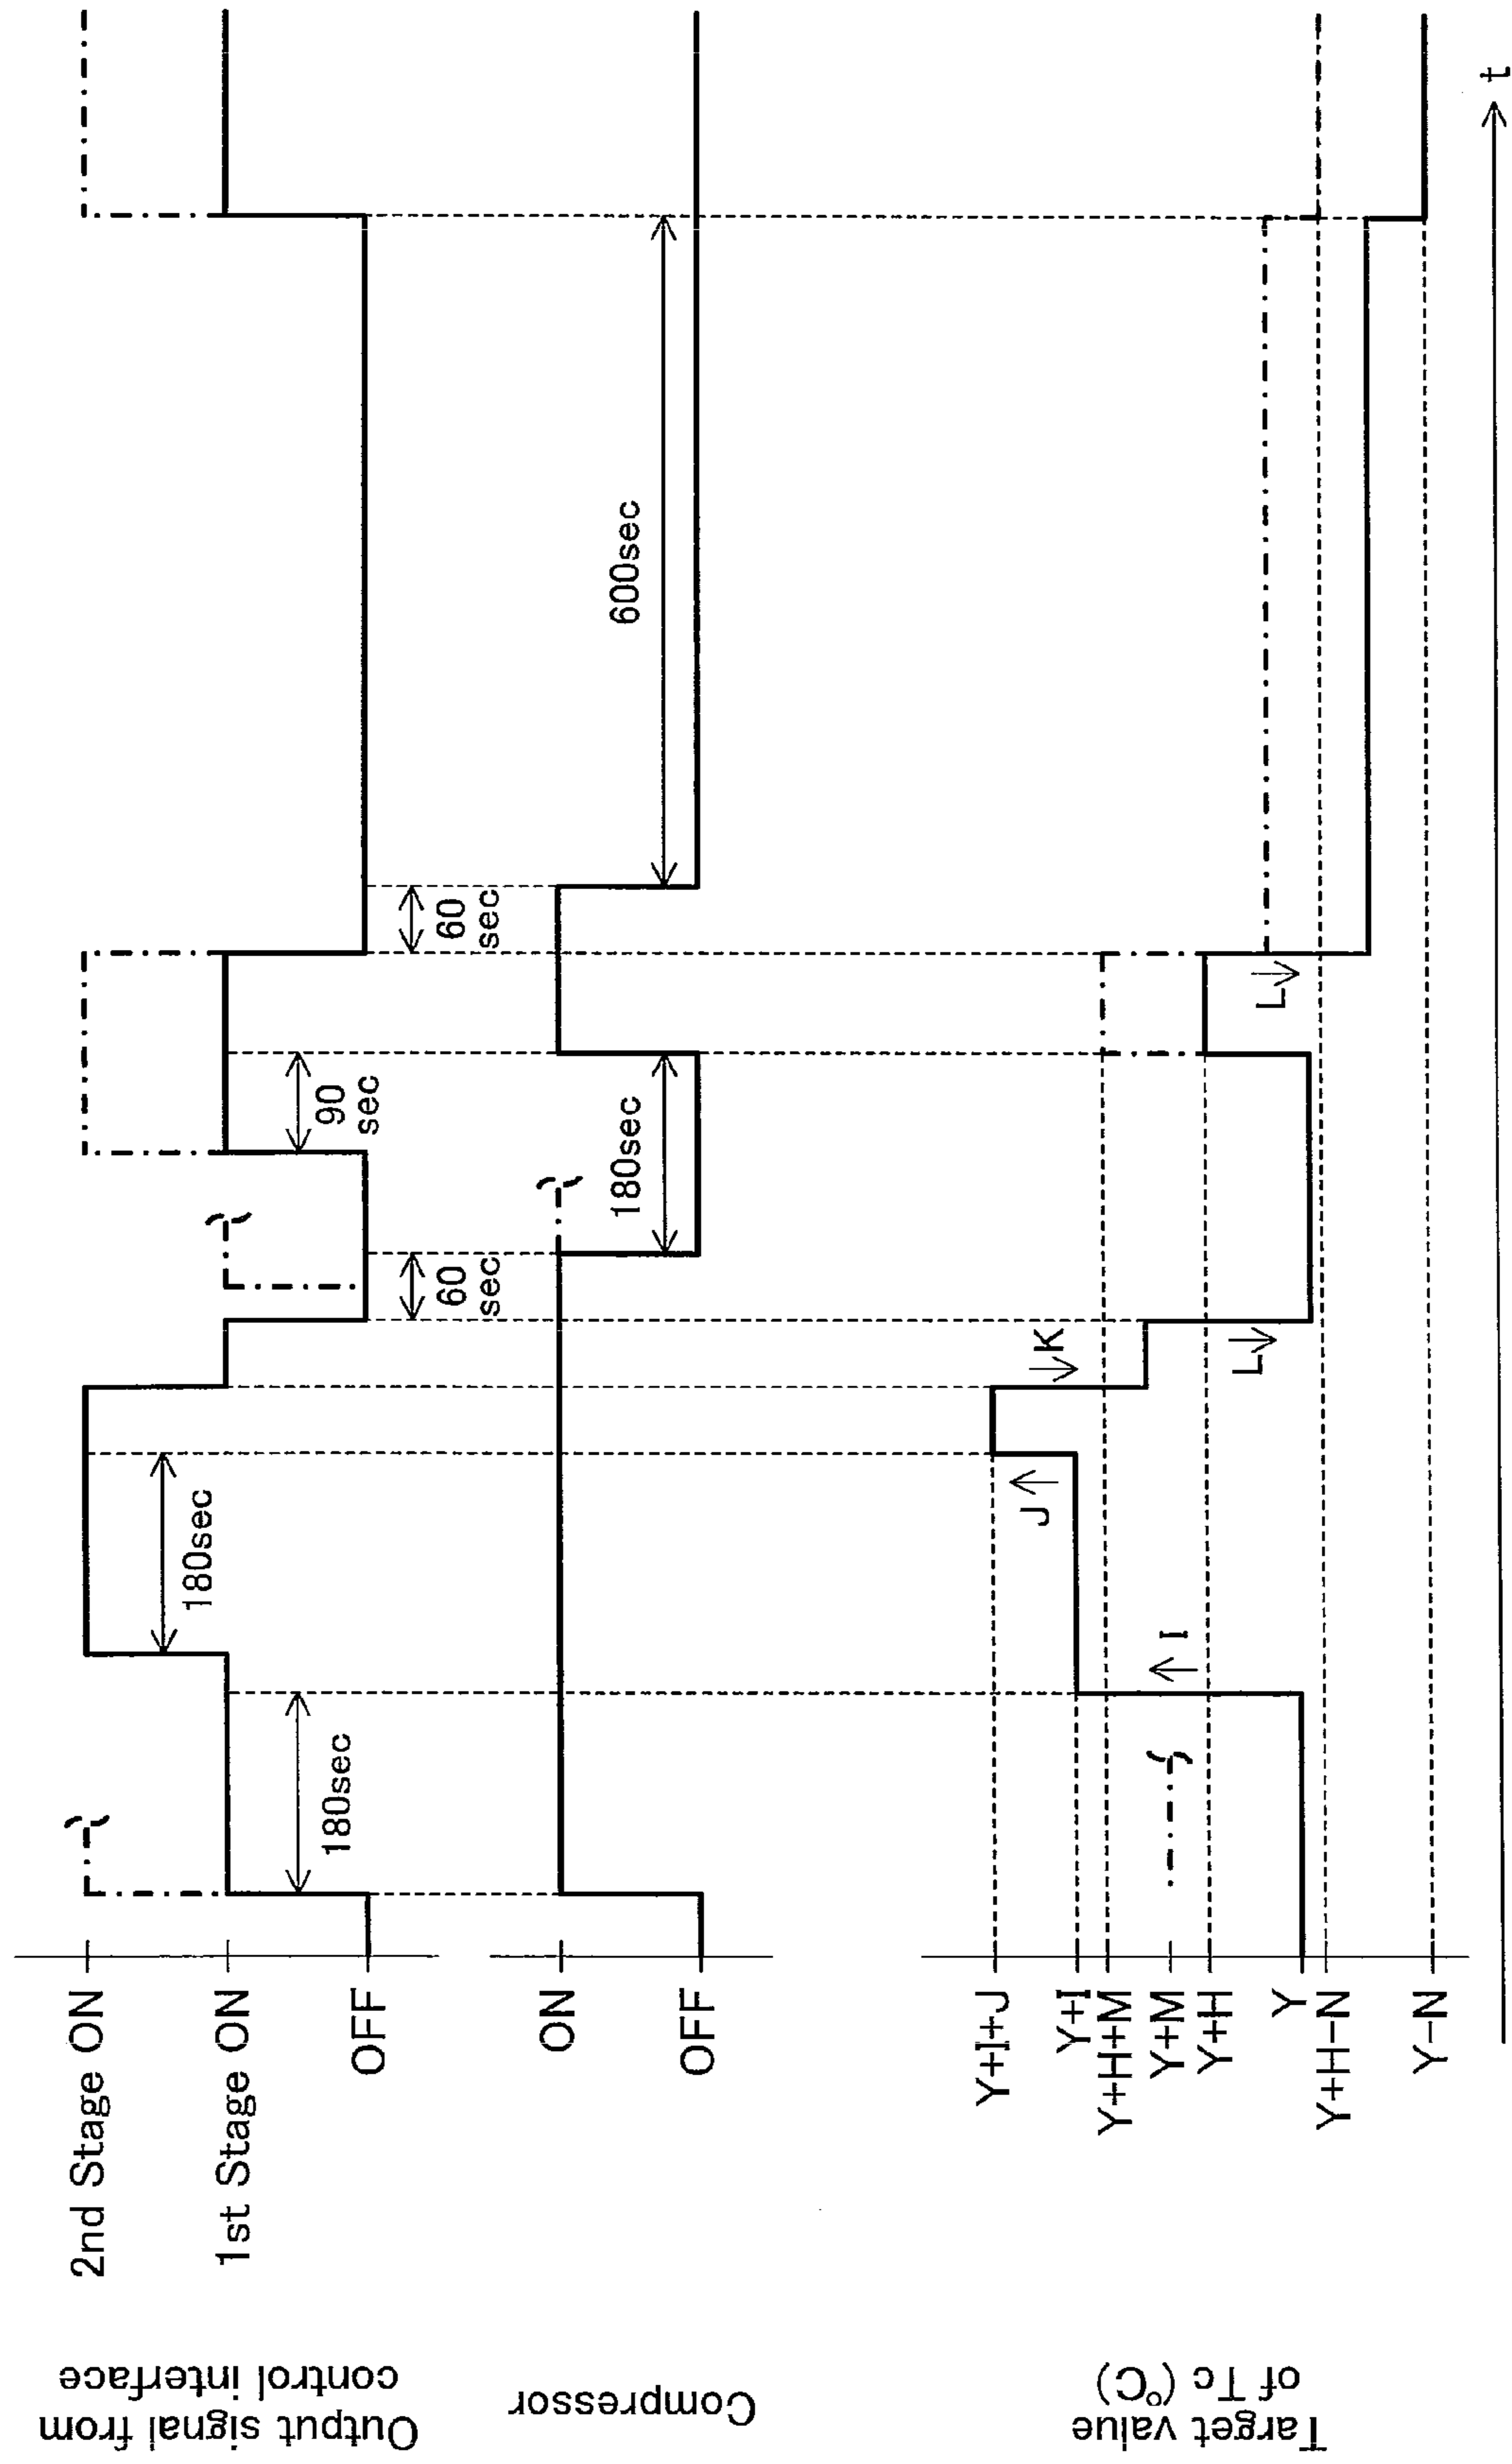 Output signal from
control interface
2nd Stage ON
1st Stage ON
OFF
180sec
180sec
60
sec
90
sec
60
sec
Compressor
ON
OFF
180sec
600sec
Target value
of Tc (°C)
Y+I+J
Y+I
Y+H+M
Y+M
Y+H
Y
Y+H-N
Y-N
I
J
K
L
L
t